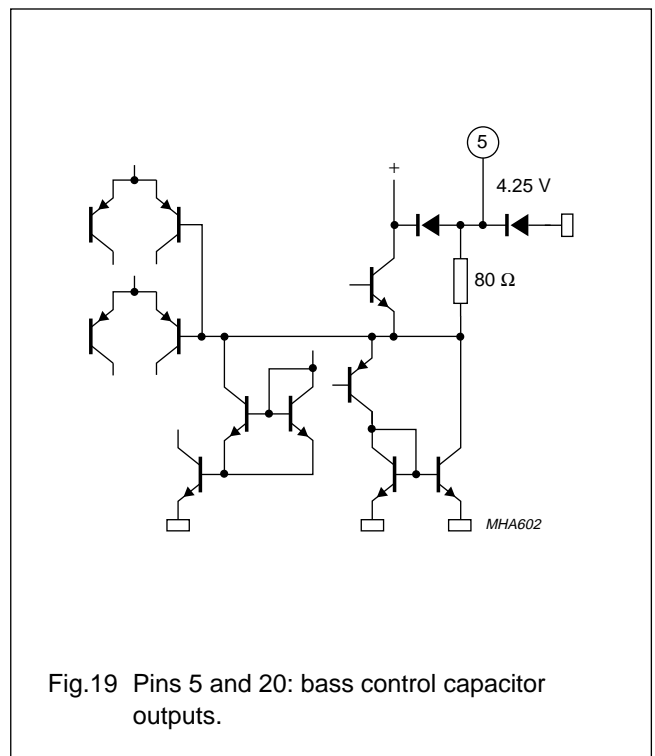 5
+
4.25 V
80 Ω
MHA602
Fig.19 Pins 5 and 20: bass control capacitor
outputs.